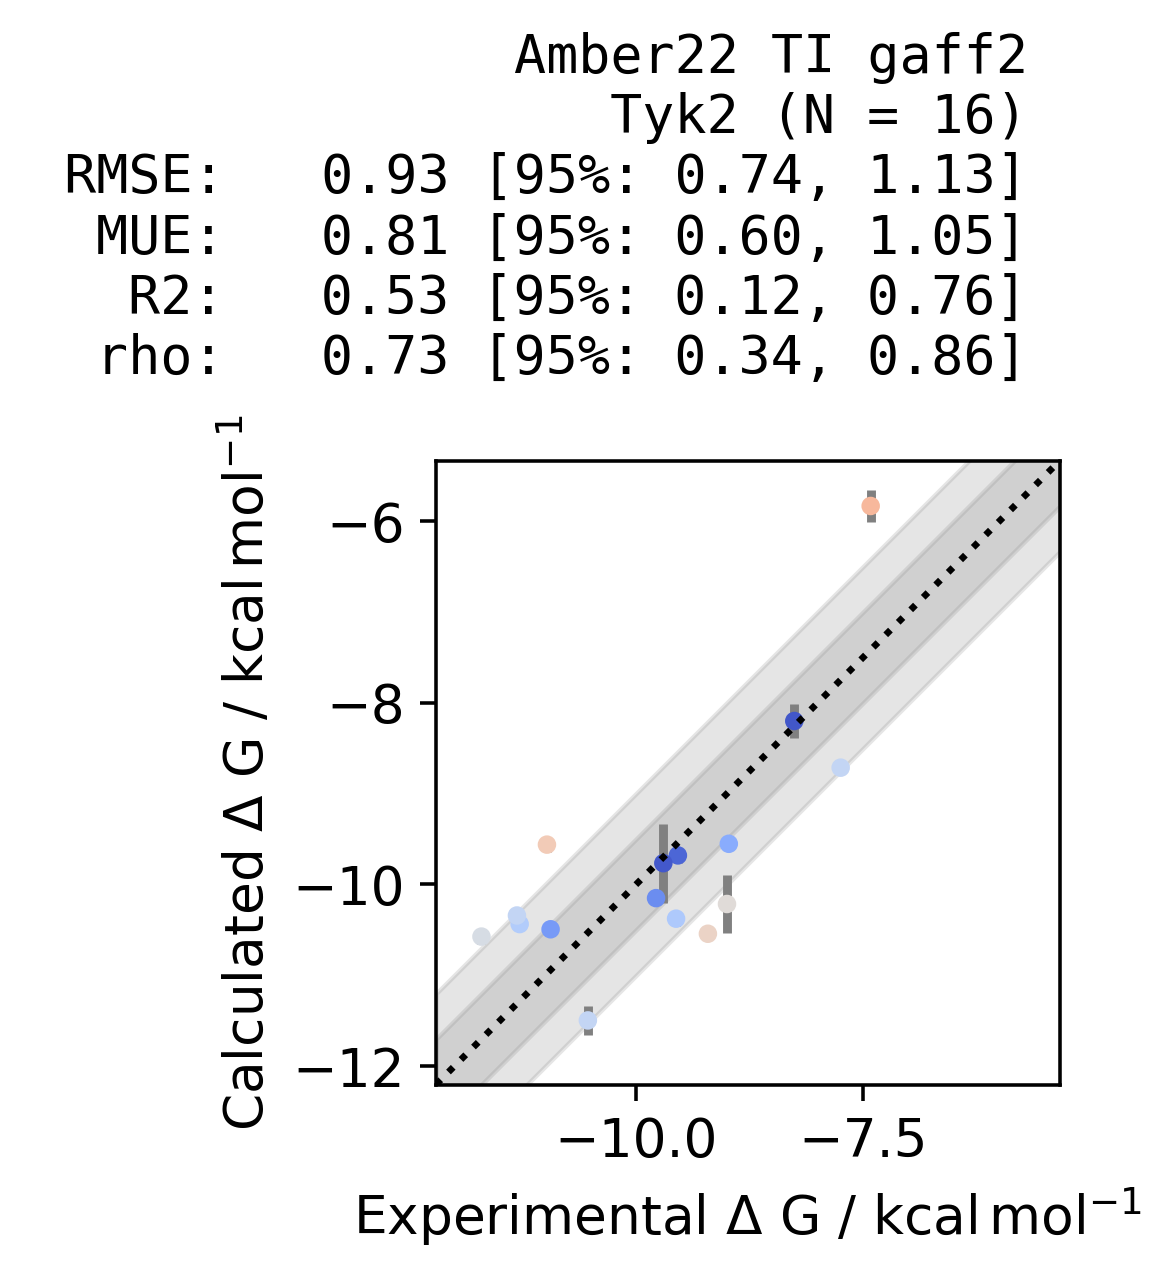 Amber22 TI gaff2
Tyk2 (N = 16)
RMSE: 0.93 [95%: 0.74, 1.13]
MUE: 0.81 [95%: 0.60, 1.05]
R2: 0.53 [95%: 0.12, 0.76]
rho: 0.73 [95%: 0.34, 0.86]
Calculated Δ G / kcal mol⁻¹
−6
−8
−10
−12
−10.0 −7.5
Experimental Δ G / kcal mol⁻¹